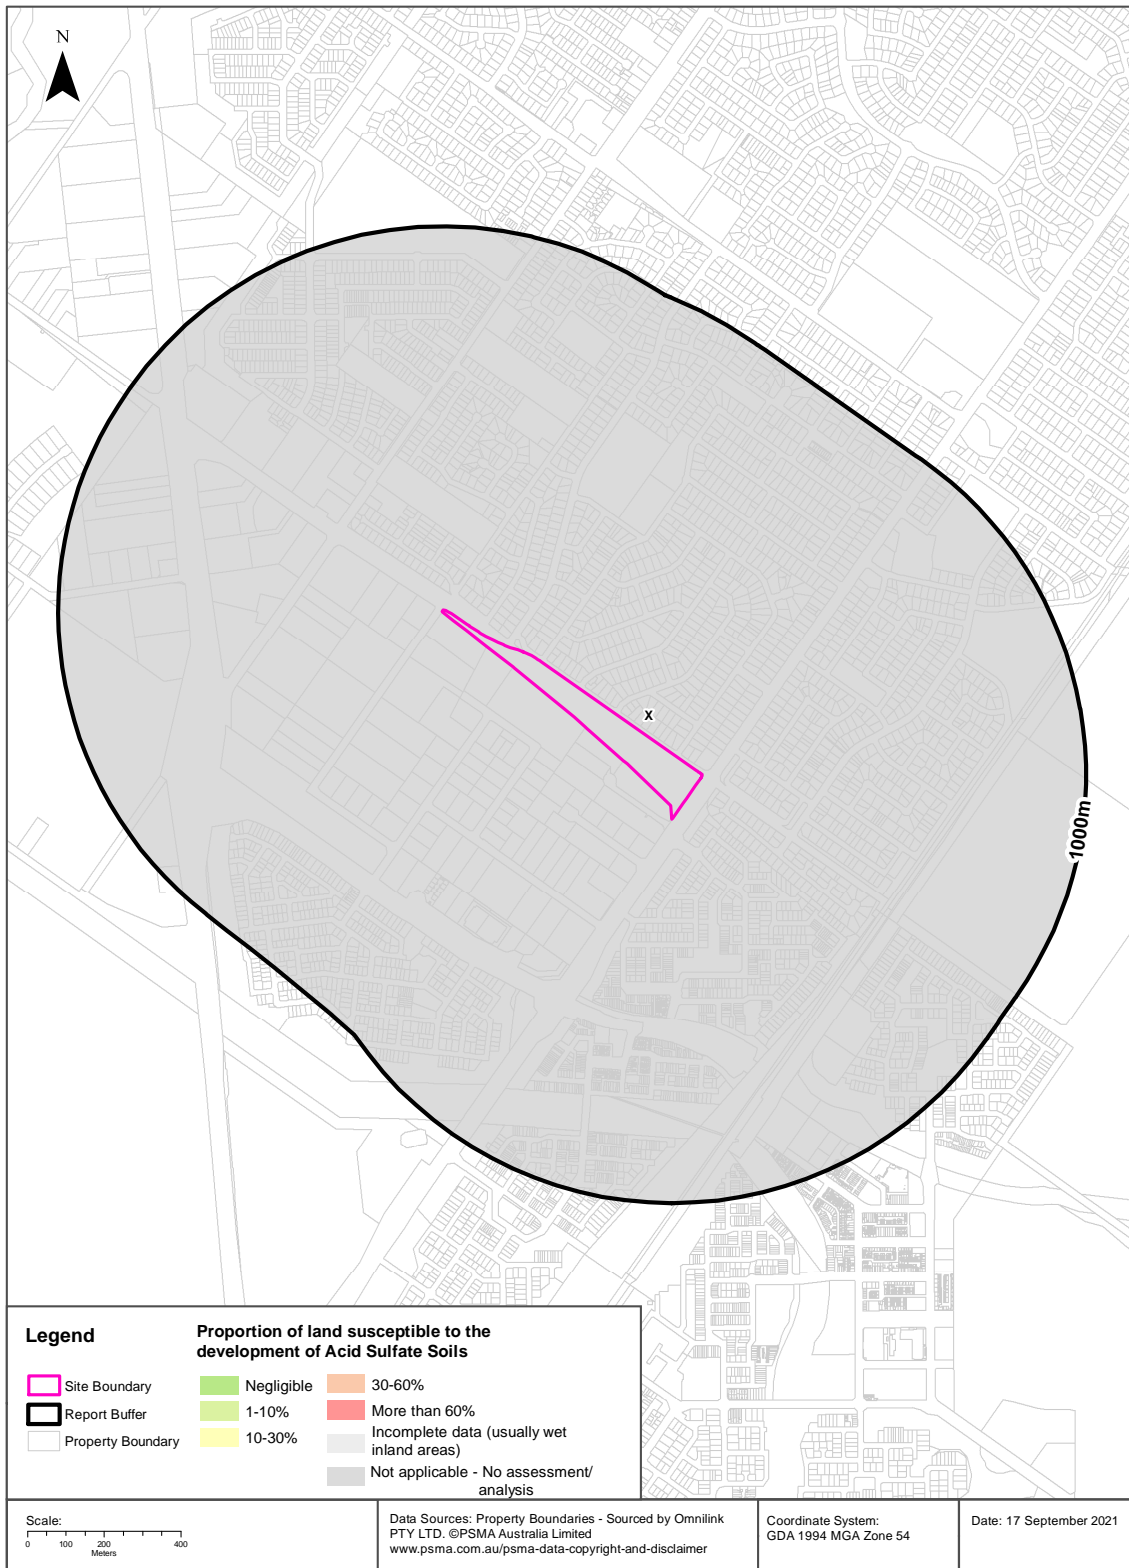 N
X
1000m
Legend
Site Boundary
Report Buffer
Property Boundary
Proportion of land susceptible to the
development of Acid Sulfate Soils
Negligible
1-10%
10-30%
30-60%
More than 60%
Incomplete data (usually wet
inland areas)
Not applicable - No assessment/
analysis
Scale:
0 100 200 400
Meters
Data Sources: Property Boundaries - Sourced by Omnilink
PTY LTD. ©PSMA Australia Limited
www.psma.com.au/psma-data-copyright-and-disclaimer
Coordinate System:
GDA 1994 MGA Zone 54
Date: 17 September 2021